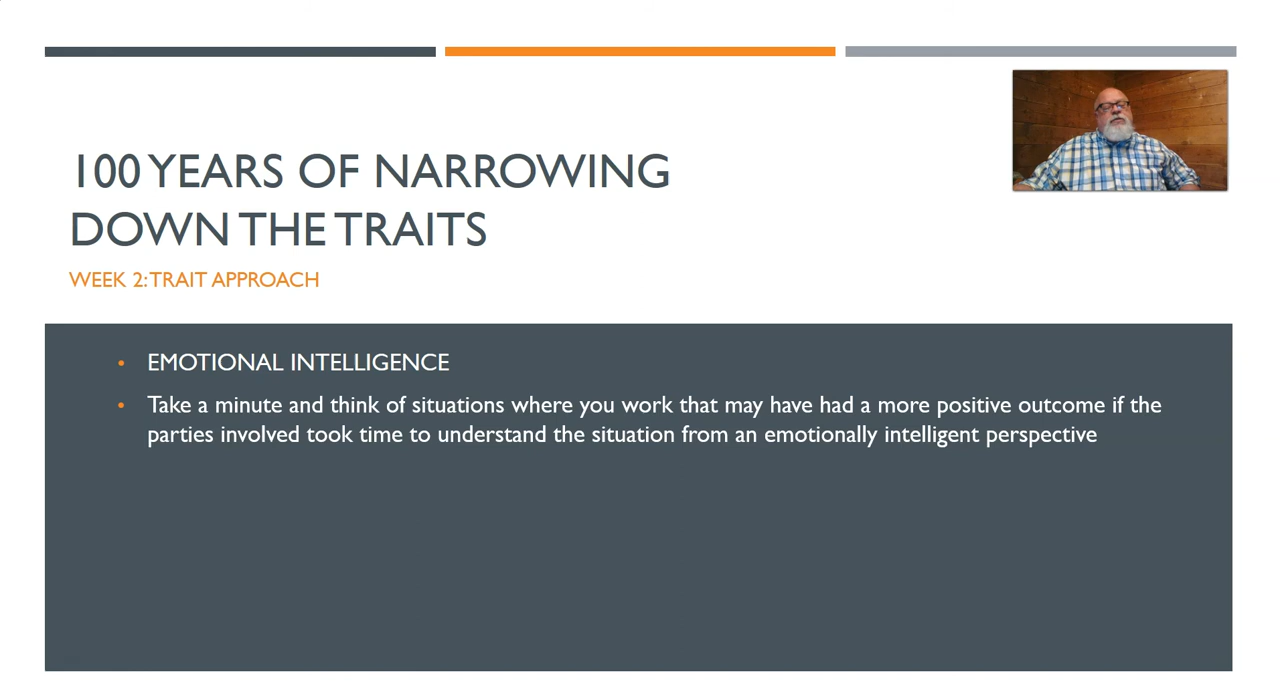 100 YEARS OF NARROWING
DOWN THE TRAITS
WEEK 2: TRAIT APPROACH
• EMOTIONAL INTELLIGENCE
• Take a minute and think of situations where you work that may have had a more positive outcome if the
parties involved took time to understand the situation from an emotionally intelligent perspective